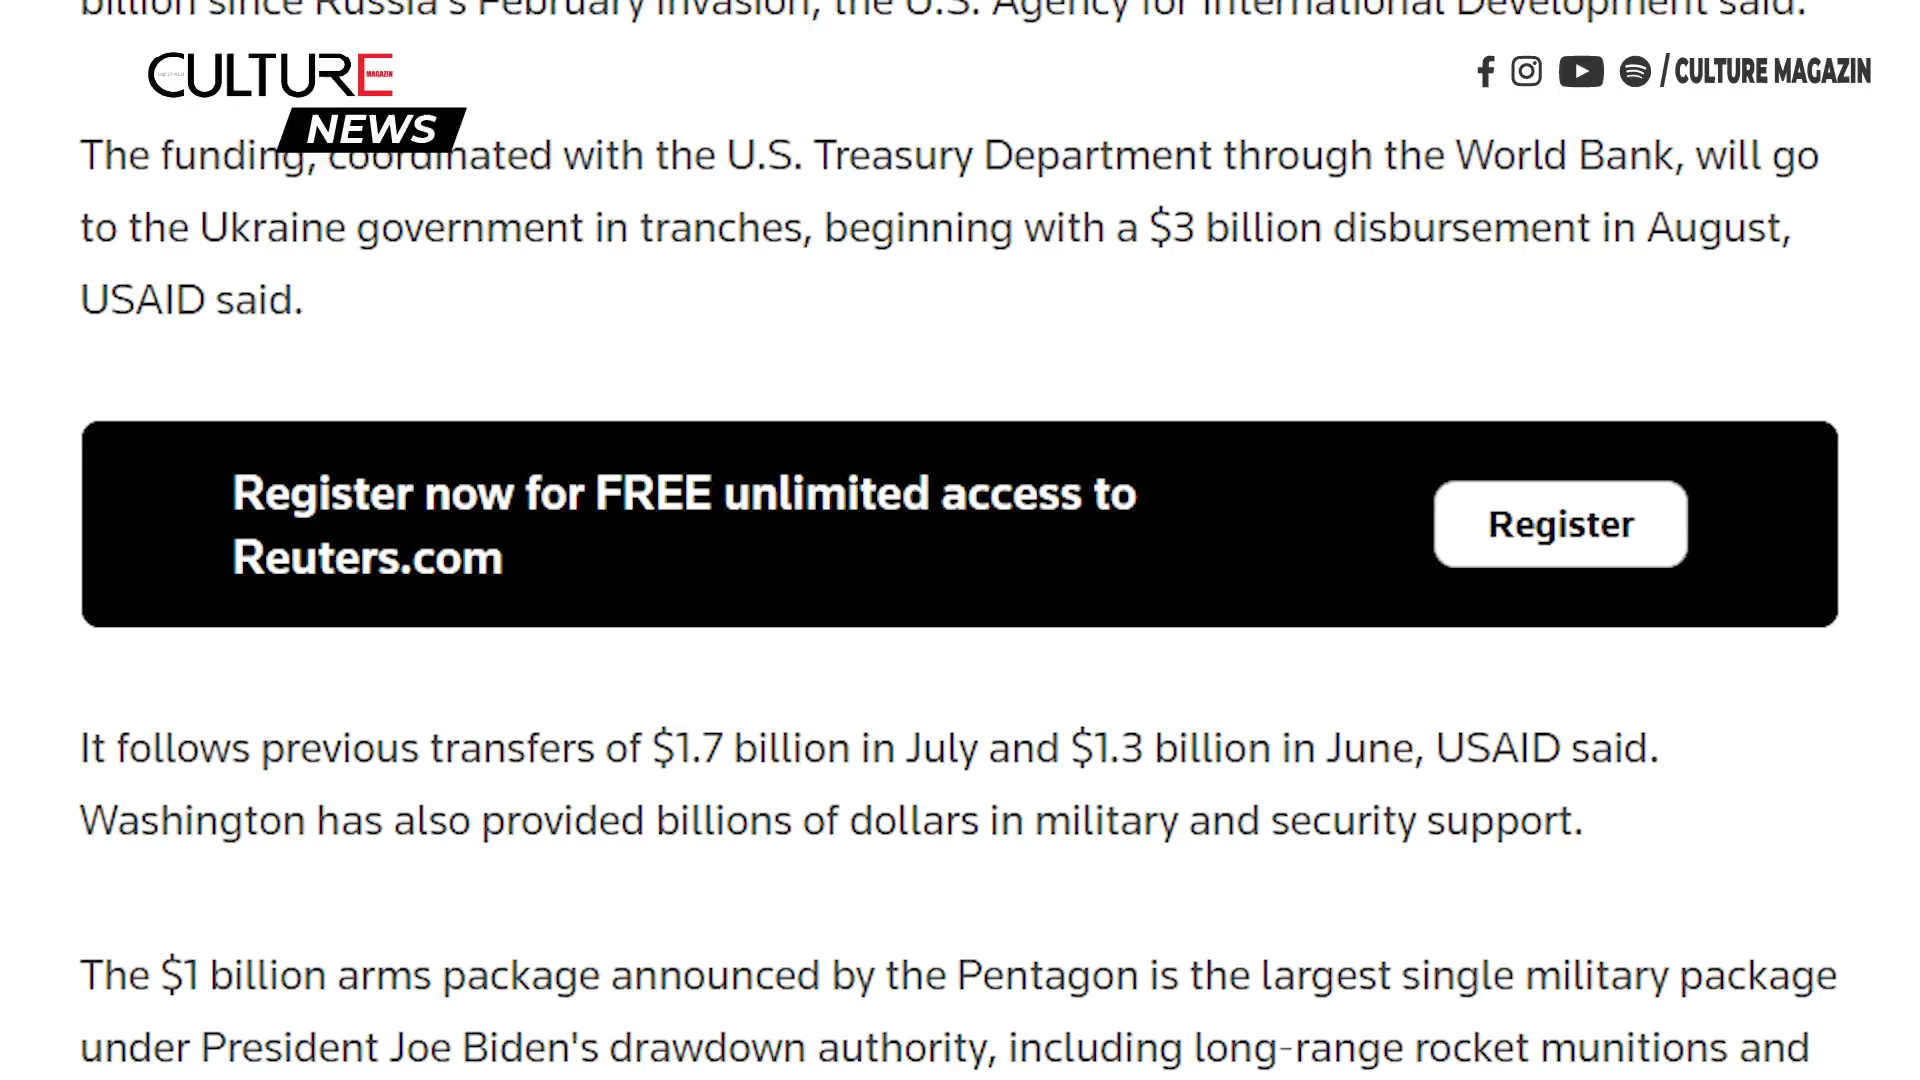 billion since Russia's February invasion, the U.S. Agency for International Development said.
CULTURE
MAGAZIN
NEWS
/ CULTURE MAGAZIN
The funding, coordinated with the U.S. Treasury Department through the World Bank, will go
to the Ukraine government in tranches, beginning with a $3 billion disbursement in August,
USAID said.
Register now for FREE unlimited access to
Reuters.com
Register
It follows previous transfers of $1.7 billion in July and $1.3 billion in June, USAID said.
Washington has also provided billions of dollars in military and security support.
The $1 billion arms package announced by the Pentagon is the largest single military package
under President Joe Biden's drawdown authority, including long-range rocket munitions and